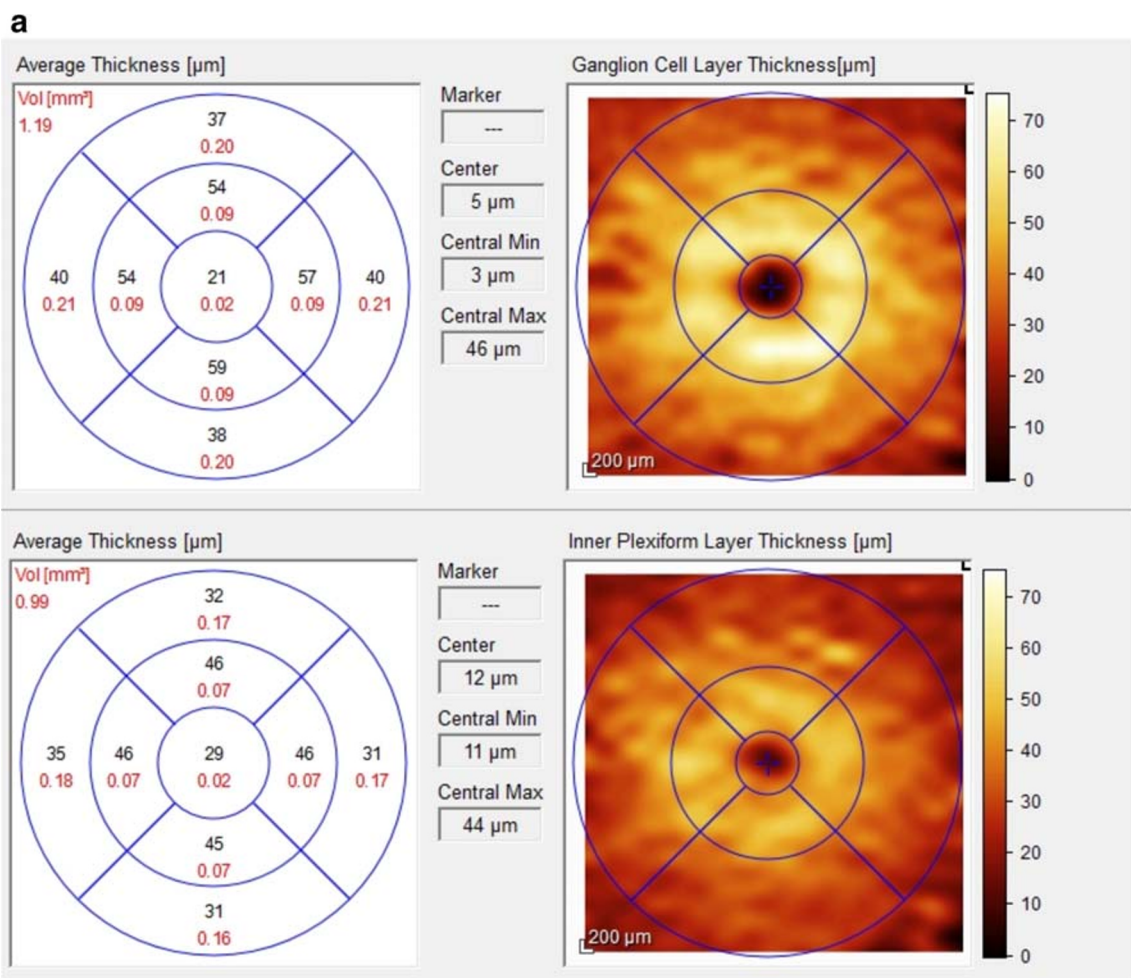 a
Average Thickness [µm]
Vol [mm³]
1.19
37
0.20
54
0.09
40
0.21
54
0.09
21
0.02
57
0.09
40
0.21
59
0.09
38
0.20
Marker
---
Center
5 µm
Central Min
3 µm
Central Max
46 µm
Ganglion Cell Layer Thickness[µm]
200 µm
70
60
50
40
30
20
10
0
Average Thickness [µm]
Vol [mm³]
0.99
32
0.17
46
0.07
35
0.18
46
0.07
29
0.02
46
0.07
31
0.17
45
0.07
31
0.16
Marker
---
Center
12 µm
Central Min
11 µm
Central Max
44 µm
Inner Plexiform Layer Thickness [µm]
200 µm
70
60
50
40
30
20
10
0